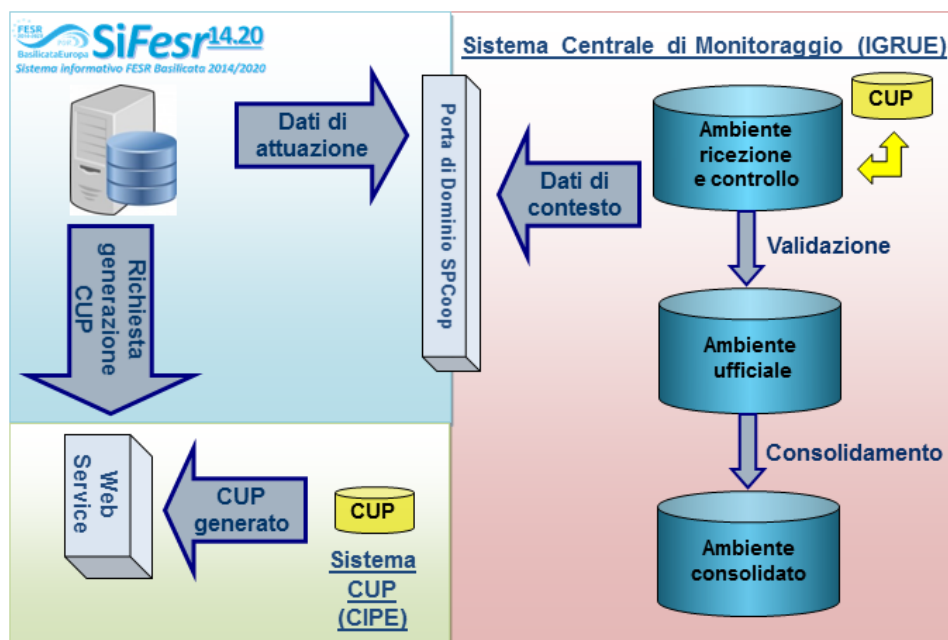 FESR
2014-2020
BasilicataEuropa
SiFesr14.20
Sistema informativo FESR Basilicata 2014/2020
Sistema Centrale di Monitoraggio (IGRUE)
Dati di
attuazione
Porta di Dominio SPCoop
Dati di
contesto
Ambiente
ricezione
e controllo
CUP
Validazione
Richiesta
generazione
CUP
Ambiente
ufficiale
Consolidamento
Web
Service
CUP
generato
CUP
Sistema
CUP
(CIPE)
Ambiente
consolidato